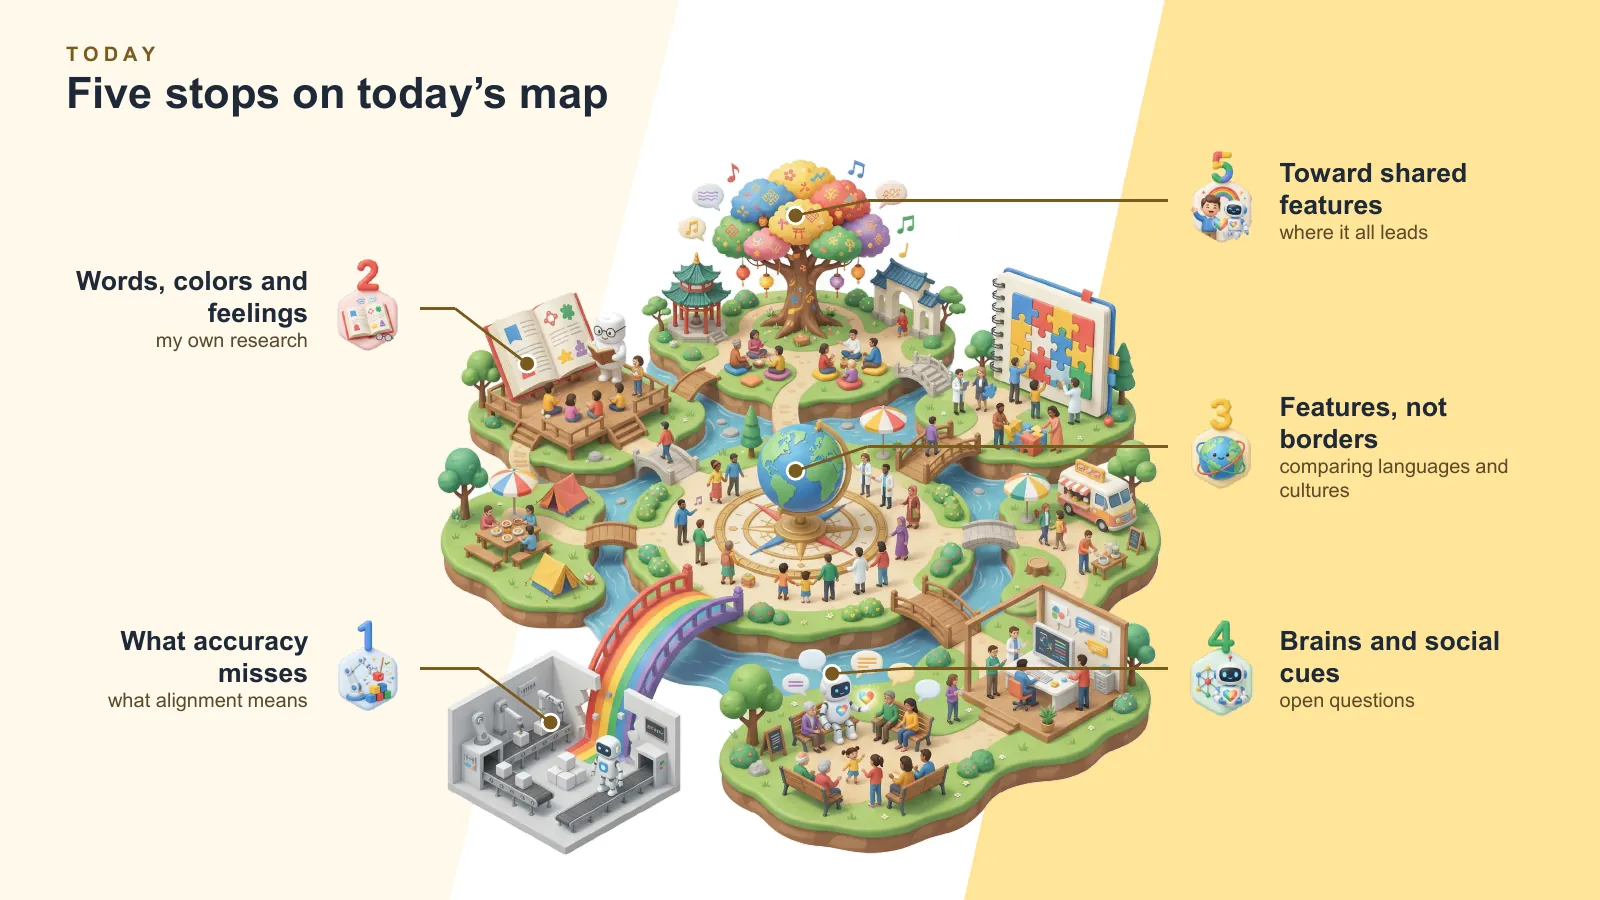 TODAY
Five stops on today’s map
1
What accuracy
misses
what alignment means
2
Words, colors and
feelings
my own research
3
Features, not
borders
comparing languages and
cultures
4
Brains and social
cues
open questions
5
Toward shared
features
where it all leads